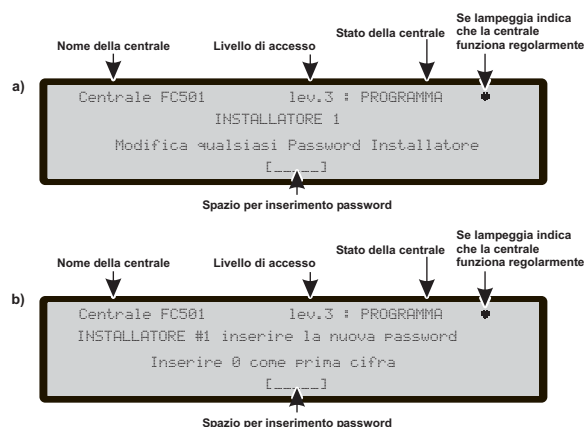 Se lampeggia indica
che la centrale
funziona regolarmente
Stato della centrale
Livello di accesso
Nome della centrale
a)
Centrale FC501 lev.3 : PROGRAMMA
INSTALLATORE 1
Modifica qualsiasi Password Installatore
[_____]
Spazio per inserimento password
Se lampeggia indica
che la centrale
funziona regolarmente
Nome della centrale
Livello di accesso
Stato della centrale
b)
Centrale FC501 lev.3 : PROGRAMMA
INSTALLATORE #1 inserire la nuova password
Inserire 0 come prima cifra
[_____]
Spazio per inserimento password